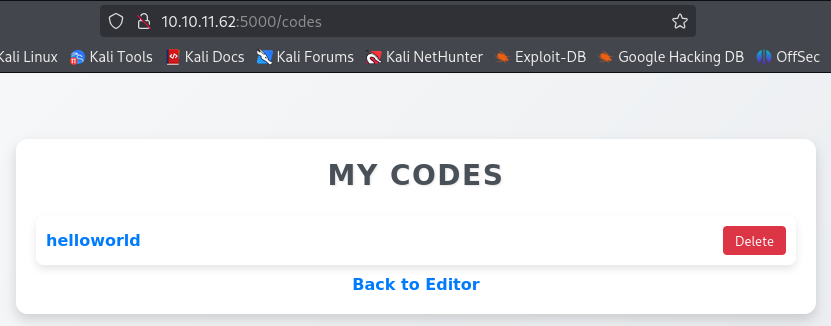 10.10.11.62:5000/codes
Kali Linux Kali Tools Kali Docs Kali Forums Kali NetHunter Exploit-DB Google Hacking DB OffSec
MY CODES
helloworld Delete
Back to Editor